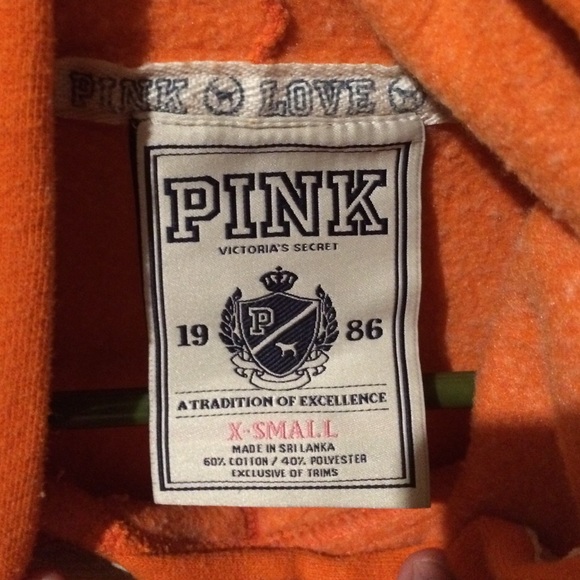 PINK LOVE
PINK
VICTORIA'S SECRET
19 P 86
A TRADITION OF EXCELLENCE
X-SMALL
MADE IN SRI LANKA
60% COTTON / 40% POLYESTER
EXCLUSIVE OF TRIMS